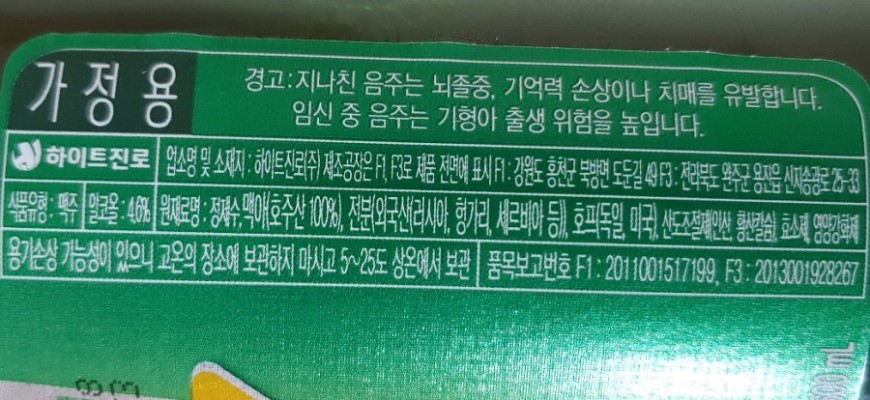 가정용
경고:지나친 음주는 뇌졸중, 기억력 손상이나 치매를 유발합니다.
임신 중 음주는 기형아 출생 위험을 높입니다.
하이트진로
업소명 및 소재지 : 하이트진로(주) 제조공장은 F1, F3로 제품 전면에 표시 F1 : 강원도 홍천군 북방면 도둔길 49 F3 : 전라북도 완주군 용진읍 신지송광로 25-33
식품유형 : 맥주 알코올 : 4.6% 원재료명 : 정제수, 맥아(호주산 100%), 전분(외국산(러시아, 헝가리, 세르비아 등)), 호프(독일, 미국), 산도조절제(인산, 황산칼슘), 효소제, 영양강화제
용기손상 가능성이 있으니 고온의 장소에 보관하지 마시고 5~25도 상온에서 보관 품목보고번호 F1 : 2011001517199, F3 : 2013001928267